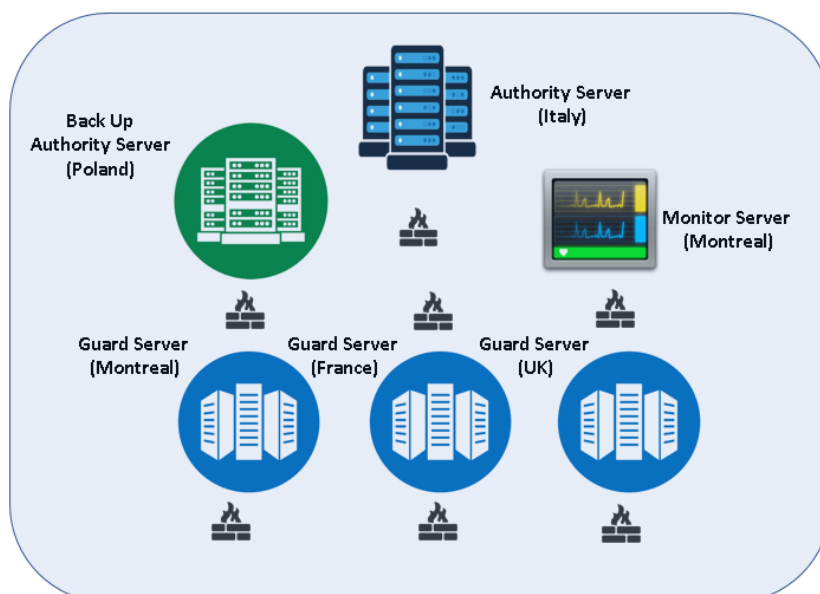 Authority Server
(Italy)
Back Up
Authority Server
(Poland)
Monitor Server
(Montreal)
Guard Server
(Montreal)
Guard Server
(France)
Guard Server
(UK)